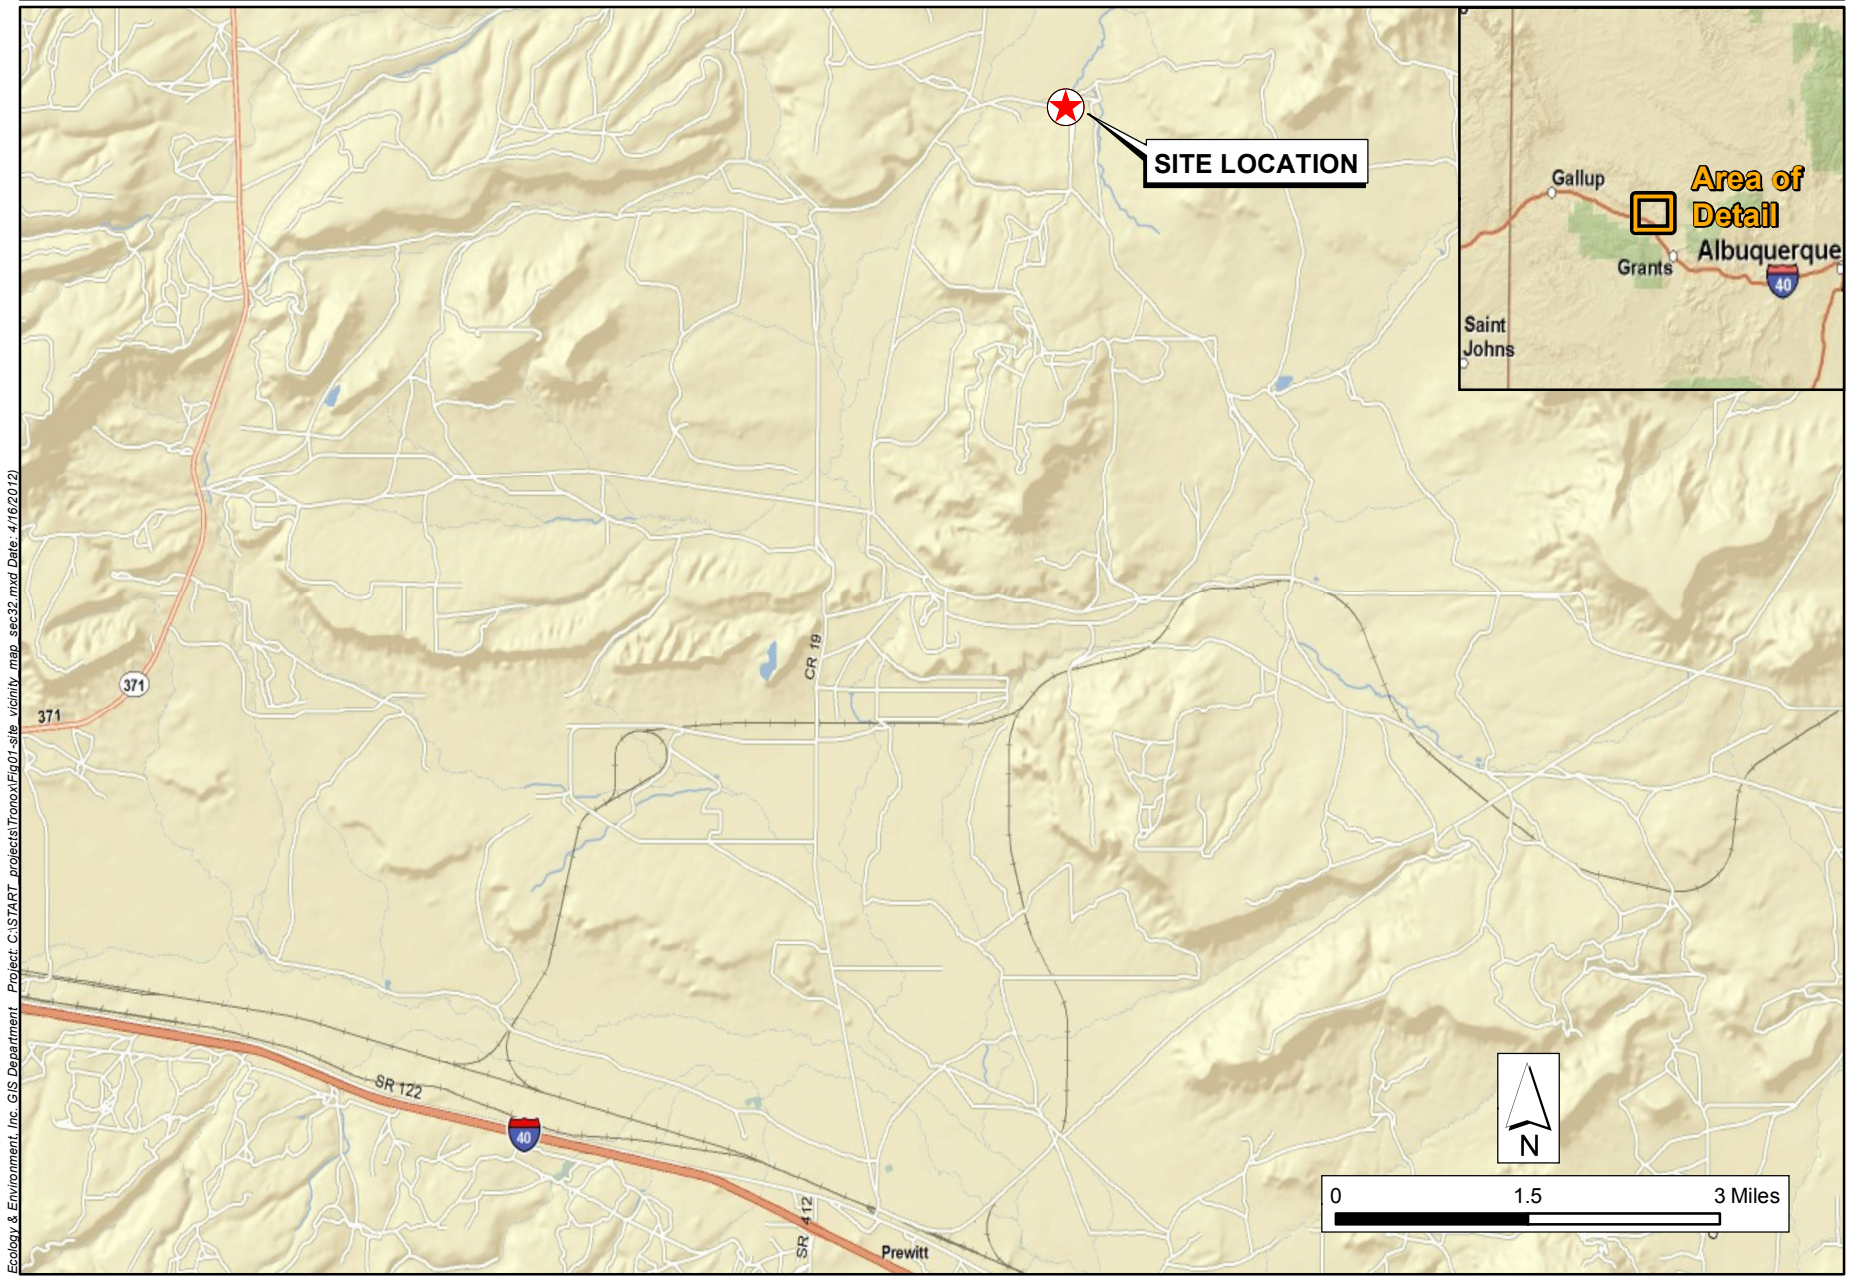 SITE LOCATION
Gallup
Area of
Detail
Albuquerque
Grants
40
Saint
Johns
CR 19
371
371
SR 122
40
SR 412
Prewitt
N
0 1.5 3 Miles
Ecology & Environment, Inc. GIS Department Project: C:\START_projects\Tronox\Fig01-site_vicinity_map_sec32.mxd Date: 4/16/2012)